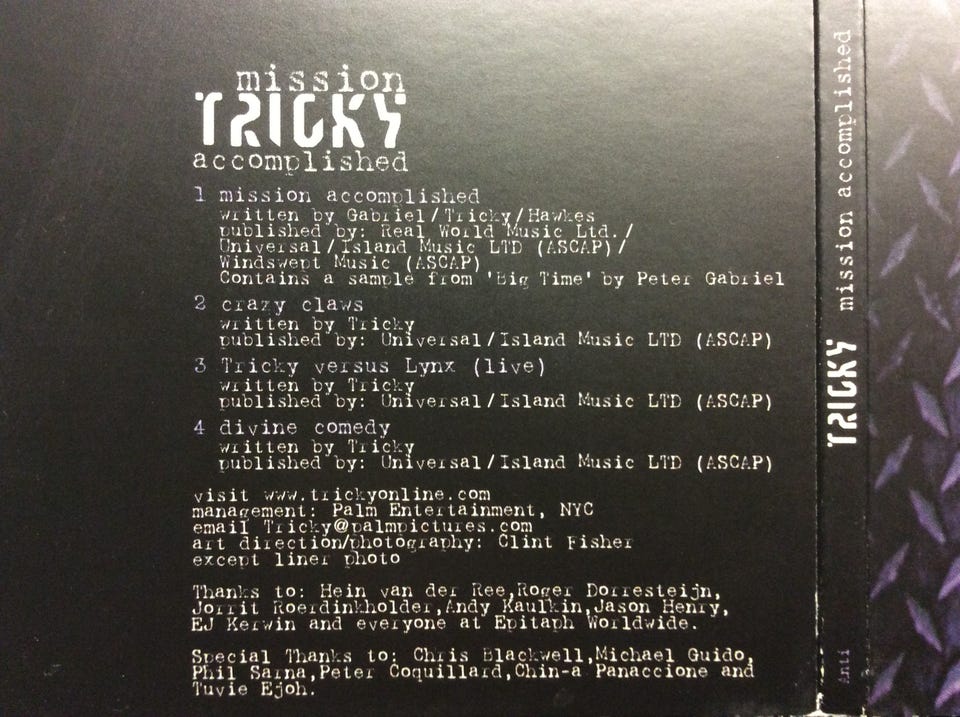 mission
TRICKY
accomplished
1 mission accomplished
written by Gabriel/Tricky/Hawkes
published by: Real World Music Ltd./
Universal/Island Music LTD (ASCAP)/
Windswept Music (ASCAP)
Contains a sample from 'Big Time' by Peter Gabriel
2 crazy claws
written by Tricky
published by: Universal/Island Music LTD (ASCAP)
3 Tricky versus Lynx (live)
written by Tricky
published by: Universal/Island Music LTD (ASCAP)
4 divine comedy
written by Tricky
published by: Universal/Island Music LTD (ASCAP)
visit www.trickyonline.com
management: Palm Entertainment, NYC
email Tricky@palmpictures.com
art direction/photography: Clint Fisher
except liner photo
Thanks to: Hein van der Ree,Roger Dorresteijn,
Jorrit Roerdinkholder,Andy Kaulkin,Jason Henry,
EJ Kerwin and everyone at Epitaph Worldwide.
Special Thanks to: Chris Blackwell,Michael Guido,
Phil Sarna,Peter Coquillard,Chin-a Panaccione and
Tuvie Ejoh.
TRICKY mission accomplished
Anti